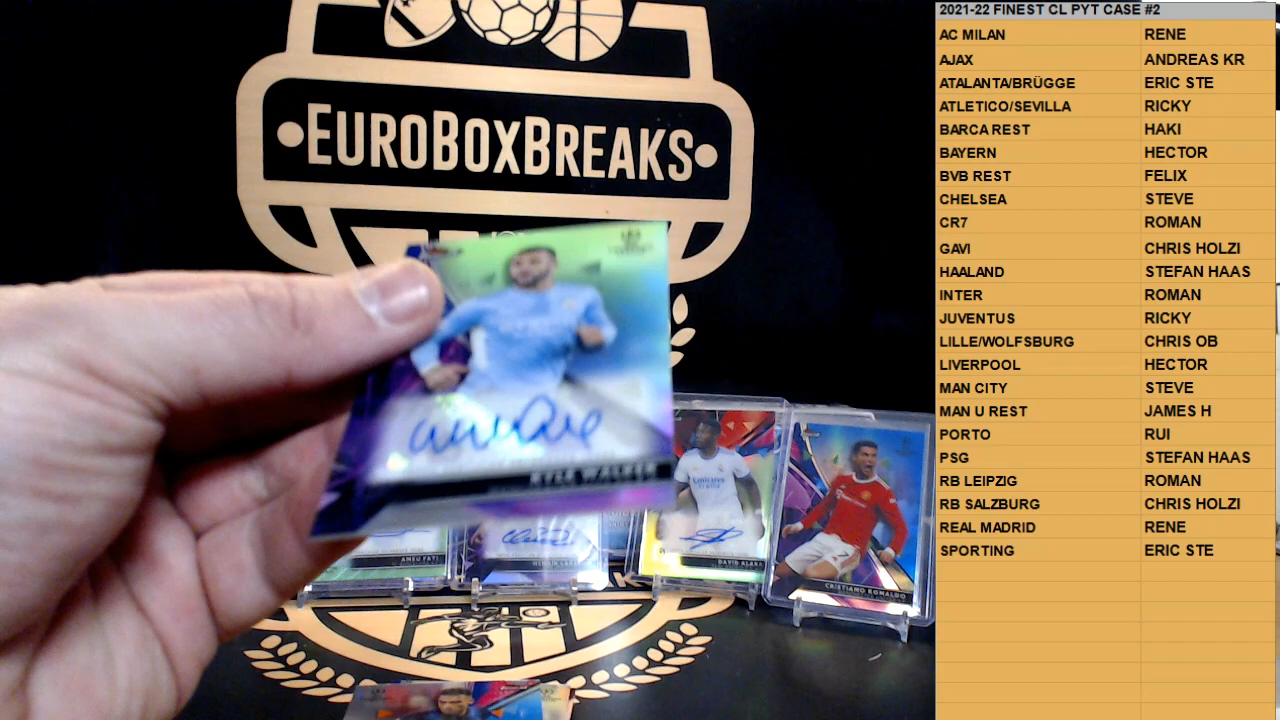 EUROBOXBREAKS
KYLE WALKER
ANSU FATI
DAVID ALABA
CRISTIANO RONALDO
2021-22 FINEST CL PYT CASE #2
AC MILAN RENE
AJAX ANDREAS KR
ATALANTA/BRÜGGE ERIC STE
ATLETICO/SEVILLA RICKY
BARCA REST HAKI
BAYERN HECTOR
BVB REST FELIX
CHELSEA STEVE
CR7 ROMAN
GAVI CHRIS HOLZI
HAALAND STEFAN HAAS
INTER ROMAN
JUVENTUS RICKY
LILLE/WOLFSBURG CHRIS OB
LIVERPOOL HECTOR
MAN CITY STEVE
MAN U REST JAMES H
PORTO RUI
PSG STEFAN HAAS
RB LEIPZIG ROMAN
RB SALZBURG CHRIS HOLZI
REAL MADRID RENE
SPORTING ERIC STE